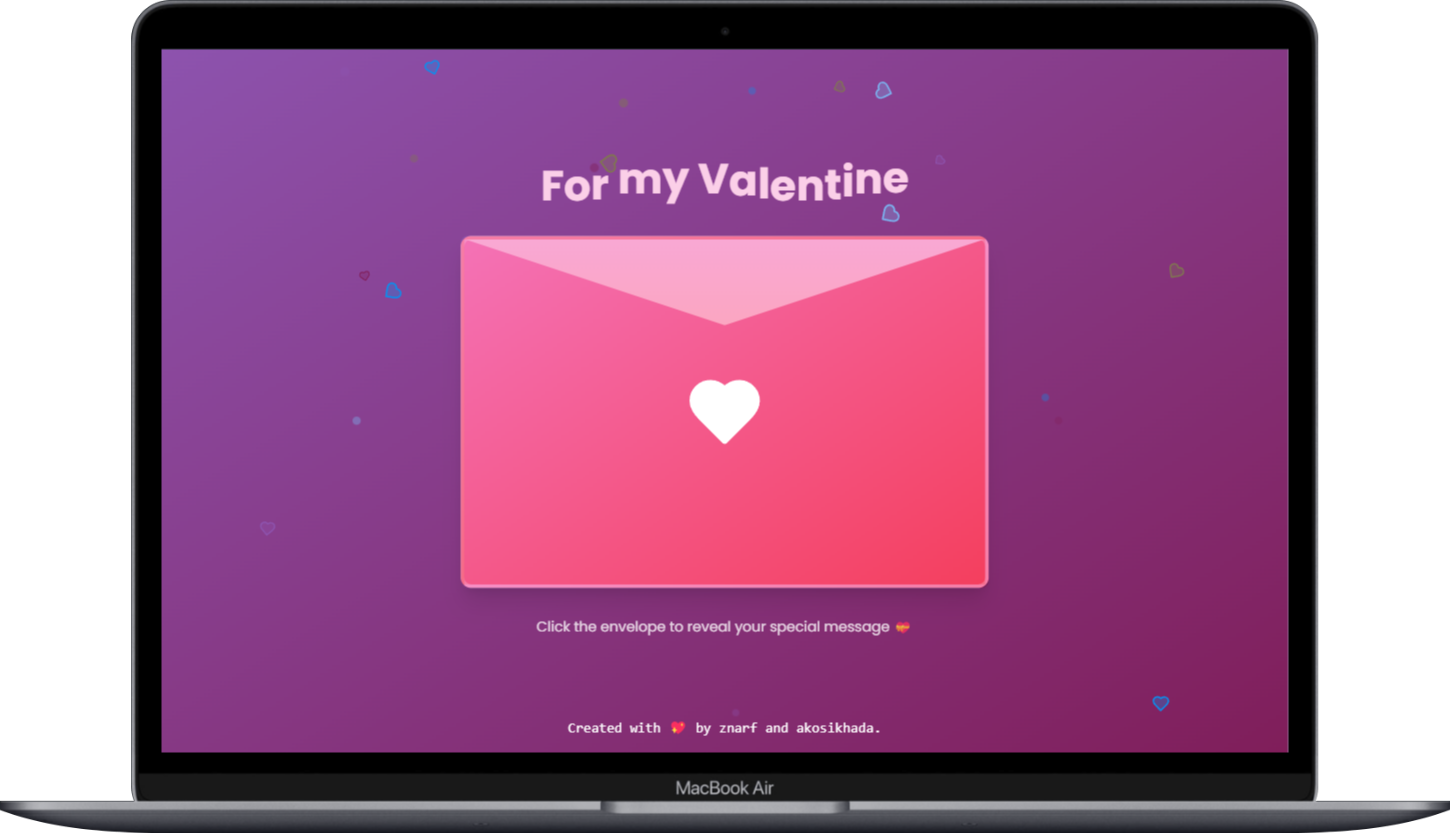 For my Valentine
Click the envelope to reveal your special message 💝
Created with 💖 by znarf and akosikhada.
MacBook Air